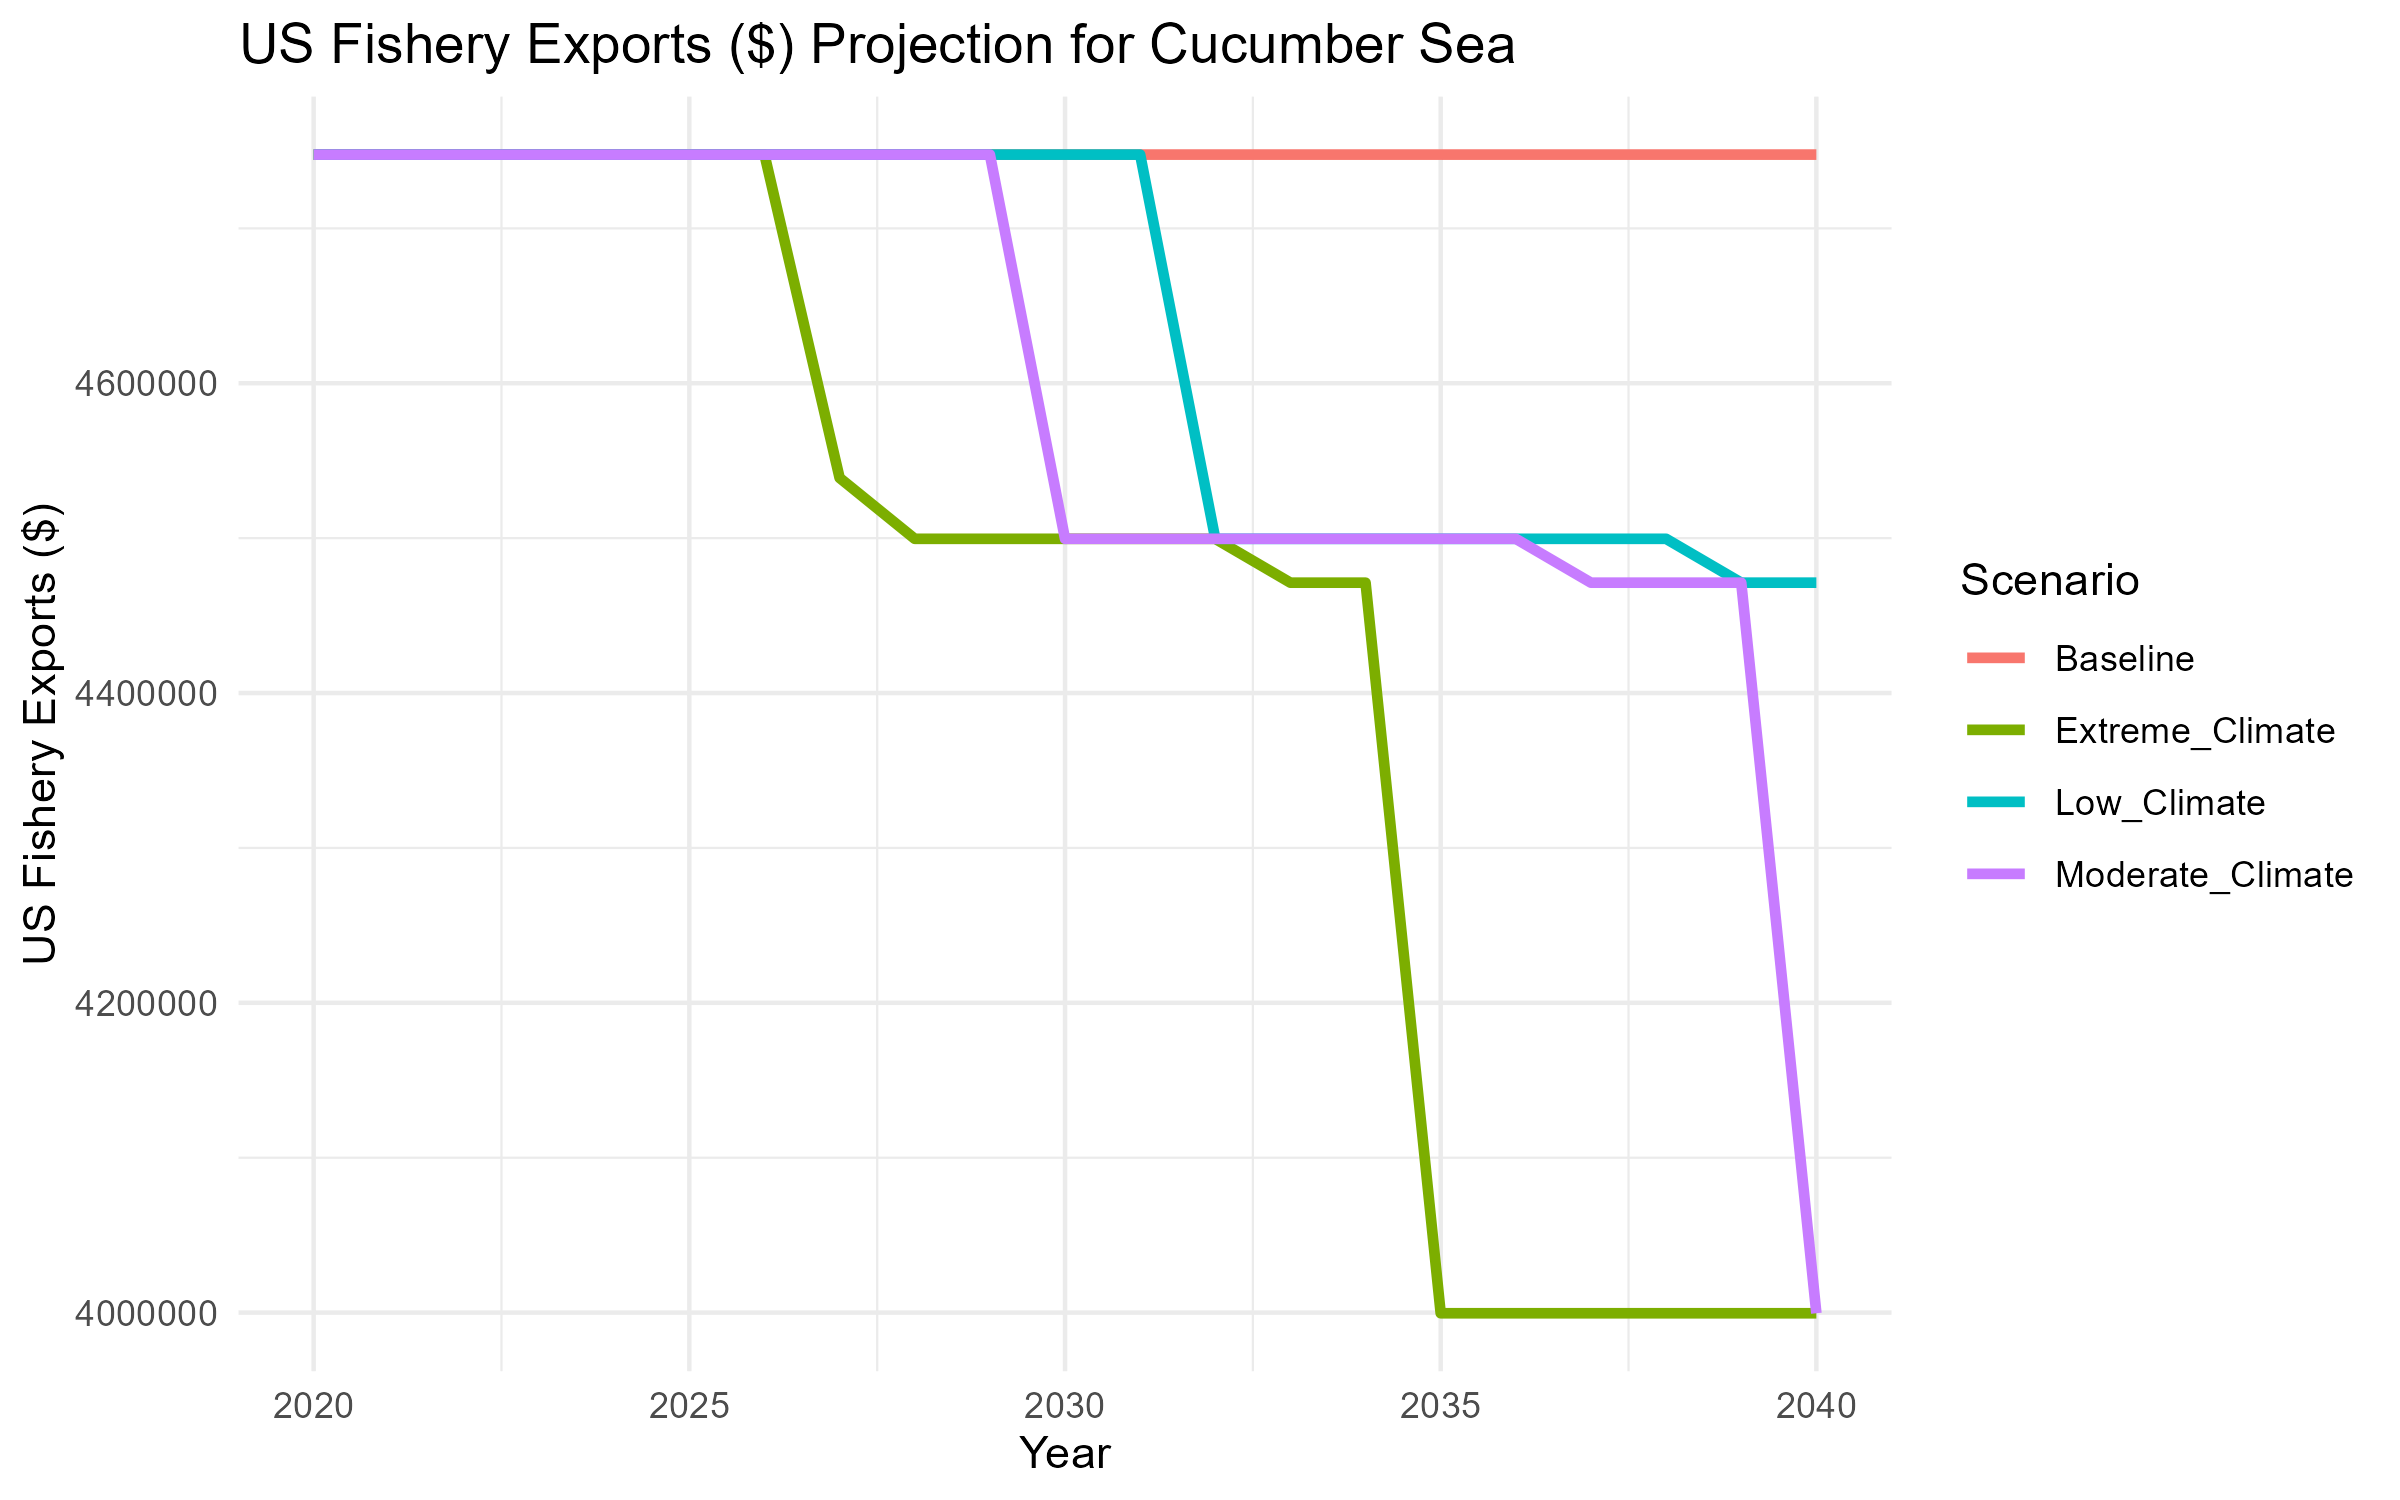 US Fishery Exports ($) Projection for Cucumber Sea
US Fishery Exports ($)
4600000
4400000
4200000
4000000
2020 2025 2030 2035 2040
Year
Scenario
Baseline
Extreme_Climate
Low_Climate
Moderate_Climate